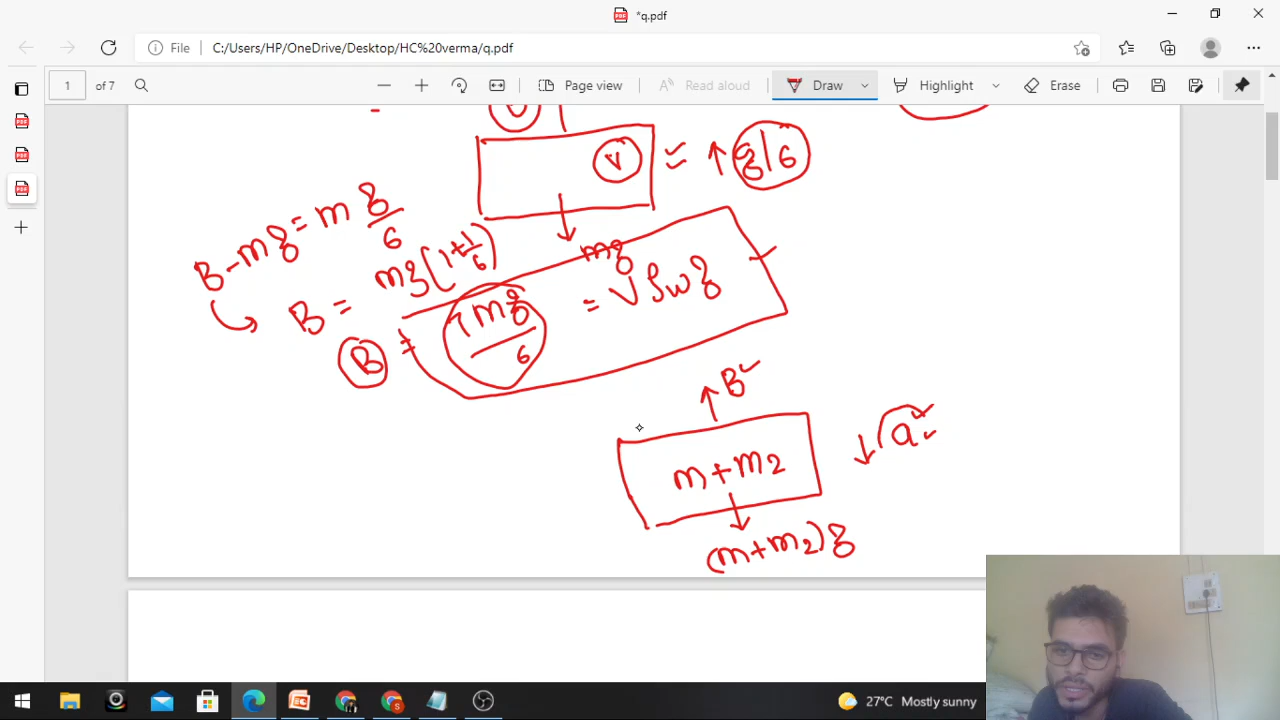 *q.pdf
File C:/Users/HP/OneDrive/Desktop/HC%20verma/q.pdf
1 of 7 Page view Read aloud Draw Highlight Erase
V ↑ g/6
B-mg = m g/6
mg
B = mg(1+1/6)
B = 7mg/6 = Vρwg
↑ B
m+m2 ↓ a
(m+m2)g
27°C Mostly sunny